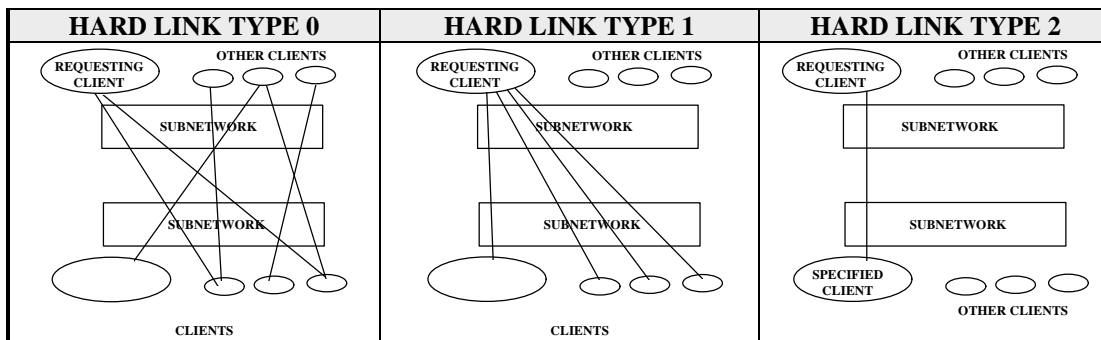 HARD LINK TYPE 0
REQUESTING
CLIENT
OTHER CLIENTS
SUBNETWORK
SUBNETWORK
CLIENTS
HARD LINK TYPE 1
REQUESTING
CLIENT
OTHER CLIENTS
SUBNETWORK
SUBNETWORK
CLIENTS
HARD LINK TYPE 2
REQUESTING
CLIENT
OTHER CLIENTS
SUBNETWORK
SUBNETWORK
SPECIFIED
CLIENT
OTHER CLIENTS